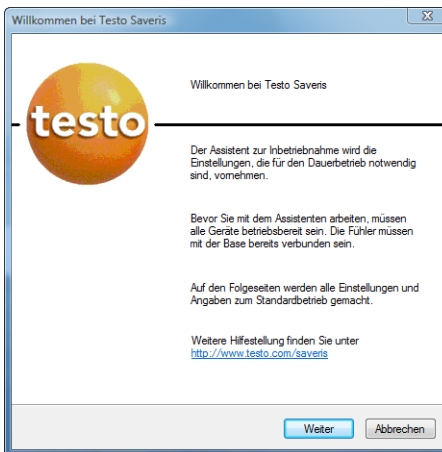 Willkommen bei Testo Saveris
Willkommen bei Testo Saveris
testo
Der Assistent zur Inbetriebnahme wird die
Einstellungen, die für den Dauerbetrieb notwendig
sind, vornehmen.
Bevor Sie mit dem Assistenten arbeiten, müssen
alle Geräte betriebsbereit sein. Die Fühler müssen
mit der Base bereits verbunden sein.
Auf den Folgeseiten werden alle Einstellungen und
Angaben zum Standardbetrieb gemacht.
Weitere Hilfestellung finden Sie unter
http://www.testo.com/saveris
Weiter
Abbrechen